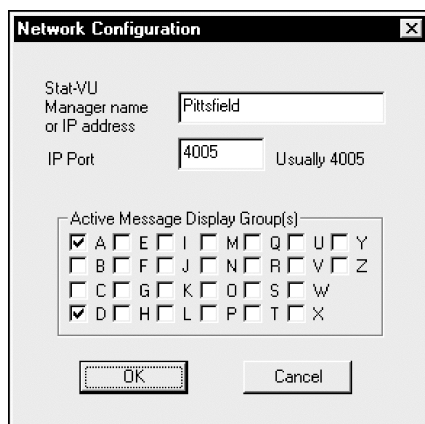 Network Configuration
Stat-VU
Manager name
or IP address
Pittsfield
IP Port
4005
Usually 4005
Active Message Display Group(s)
A E I M Q U Y
B F J N R V Z
C G K O S W
D H L P T X
OK
Cancel